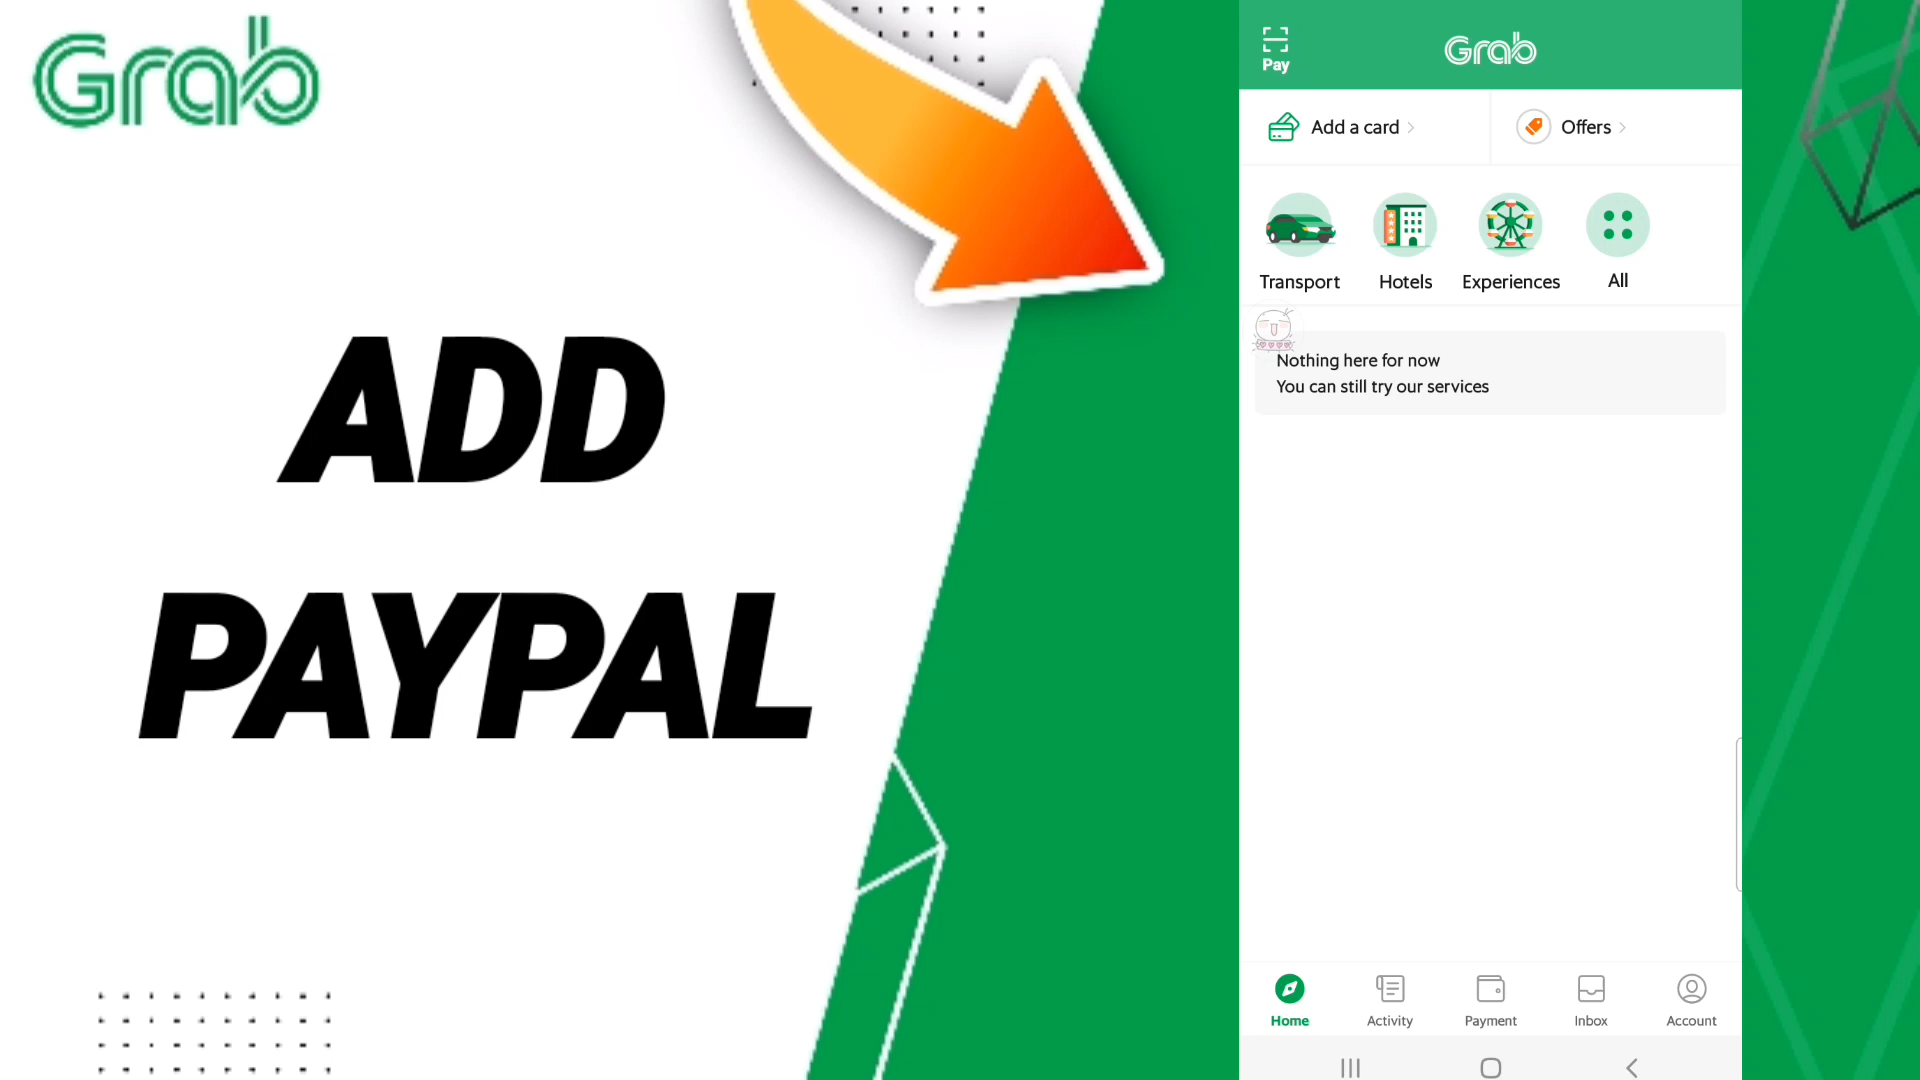 Grab
ADD
PAYPAL
Pay
Grab
Add a card
Offers
Transport
Hotels
Experiences
All
Nothing here for now
You can still try our services
Home
Activity
Payment
Inbox
Account